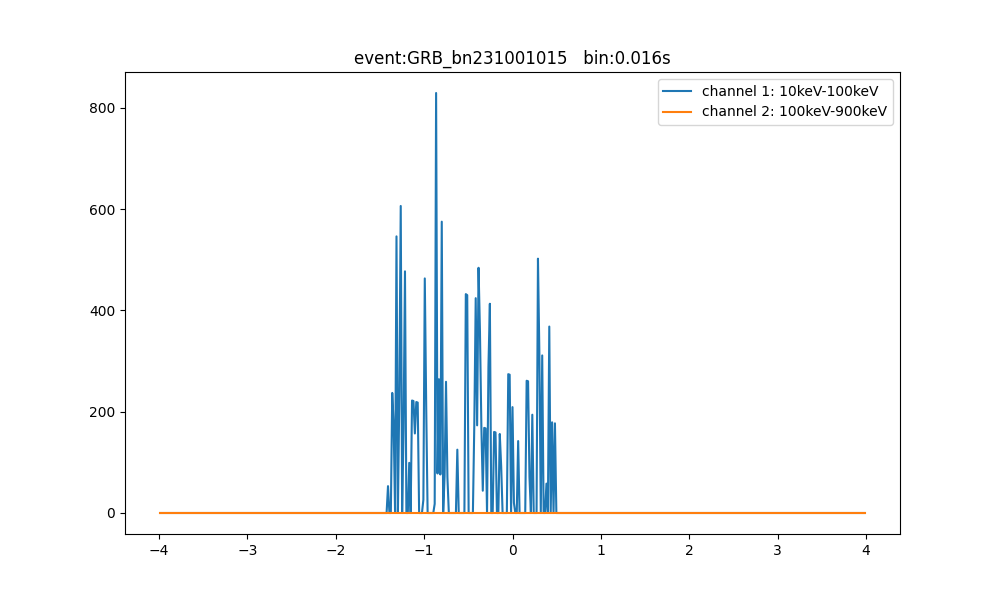 event:GRB_bn231001015   bin:0.016s
channel 1: 10keV-100keV
channel 2: 100keV-900keV
800
600
400
200
0
−4 −3 −2 −1 0 1 2 3 4